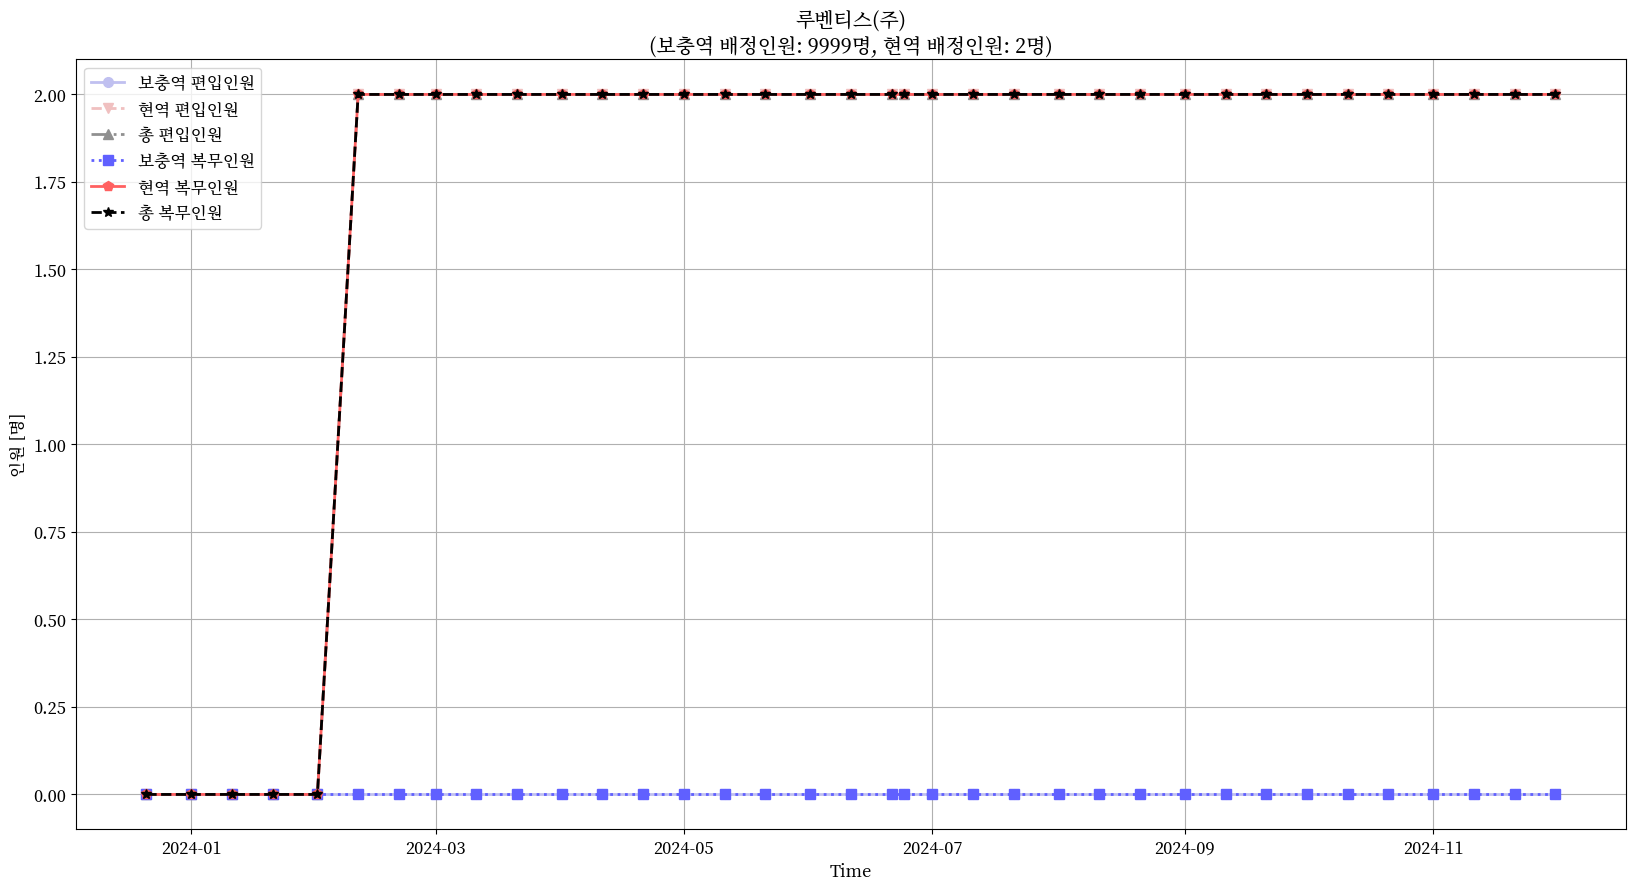 루벤티스(주)
(보충역 배정인원: 9999명, 현역 배정인원: 2명)
보충역 편입인원
현역 편입인원
총 편입인원
보충역 복무인원
현역 복무인원
총 복무인원
2.00
1.75
1.50
1.25
1.00
0.75
0.50
0.25
0.00
인원 [명]
2024-01
2024-03
2024-05
2024-07
2024-09
2024-11
Time